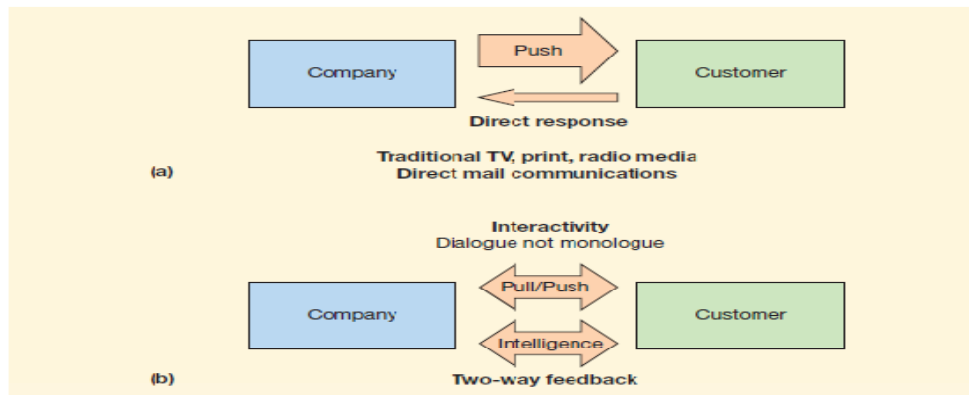 Company
Push
Customer
Direct response
Traditional TV, print, radio media
Direct mail communications
(a)
Interactivity
Dialogue not monologue
Company
Pull/Push
Customer
Intelligence
Two-way feedback
(b)